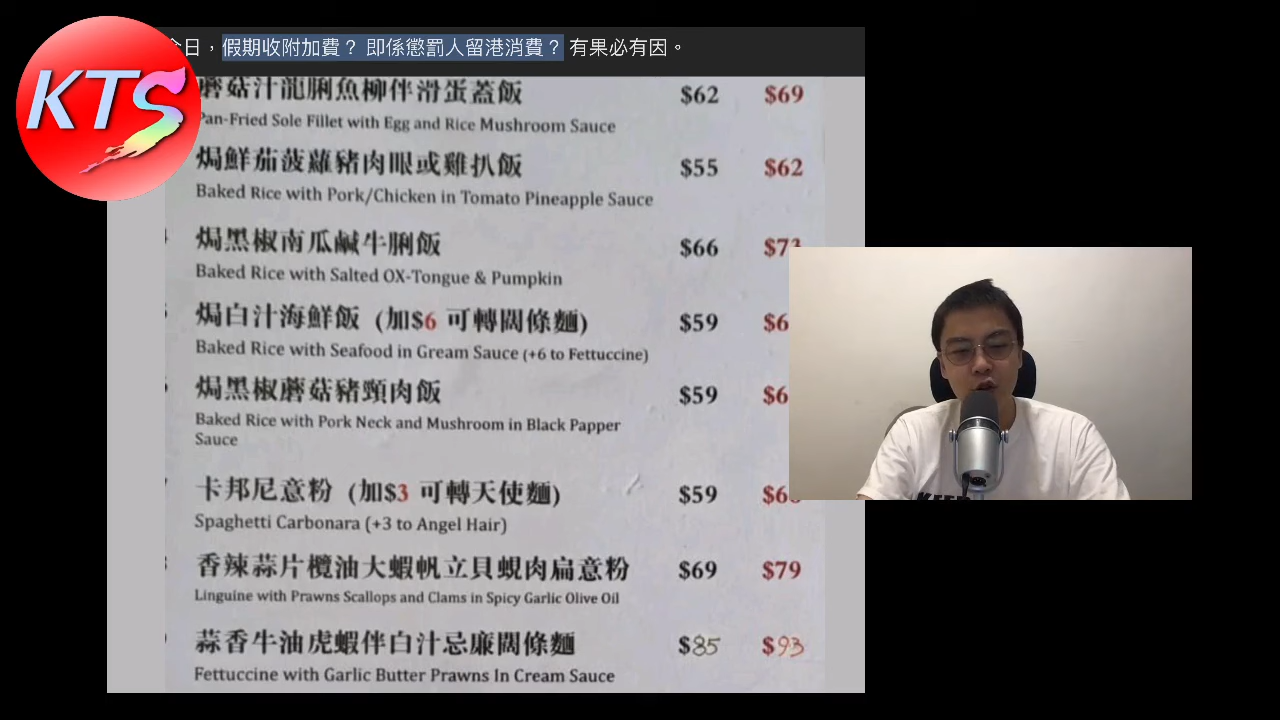 KTS
今日，假期收附加費？ 即係懲罰人留港消費？ 有果必有因。
蘑菇汁龍脷魚柳伴滑蛋蓋飯 $62 $69
Pan-Fried Sole Fillet with Egg and Rice Mushroom Sauce
焗鮮茄菠蘿豬肉眼或雞扒飯 $55 $62
Baked Rice with Pork/Chicken in Tomato Pineapple Sauce
焗黑椒南瓜鹹牛脷飯 $66 $73
Baked Rice with Salted OX-Tongue & Pumpkin
焗白汁海鮮飯 (加$6 可轉闊條麵) $59 $6
Baked Rice with Seafood in Gream Sauce (+6 to Fettuccine)
焗黑椒蘑菇豬頸肉飯 $59 $6
Baked Rice with Pork Neck and Mushroom in Black Papper
Sauce
卡邦尼意粉 (加$3 可轉天使麵) $59 $6
Spaghetti Carbonara (+3 to Angel Hair)
香辣蒜片欖油大蝦帆立貝蜆肉扁意粉 $69 $79
Linguine with Prawns Scallops and Clams in Spicy Garlic Olive Oil
蒜香牛油虎蝦伴白汁忌廉闊條麵 $85 $93
Fettuccine with Garlic Butter Prawns In Cream Sauce